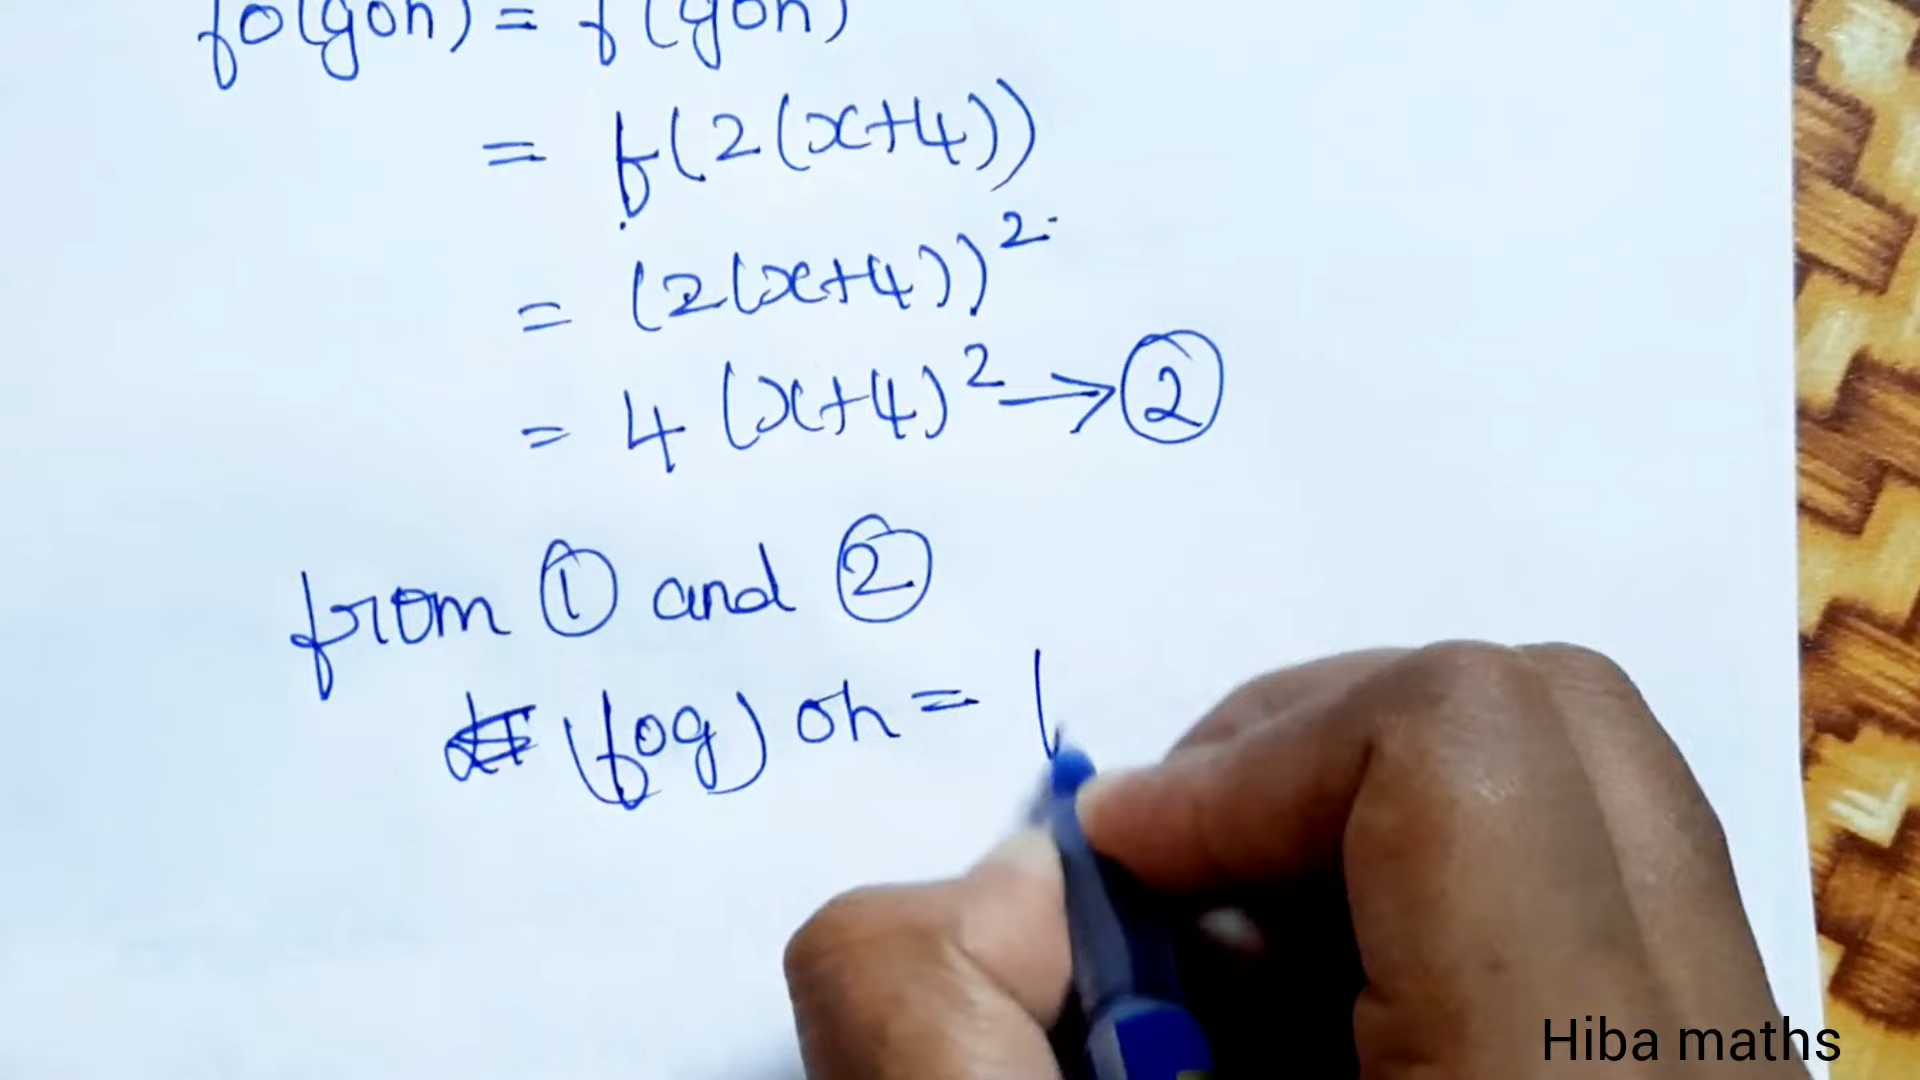 fo(goh) = f(goh)
= f(2(x+4))
= (2(x+4))²
= 4(x+4)² → ②
from ① and ②
(fog)oh = (
Hiba maths